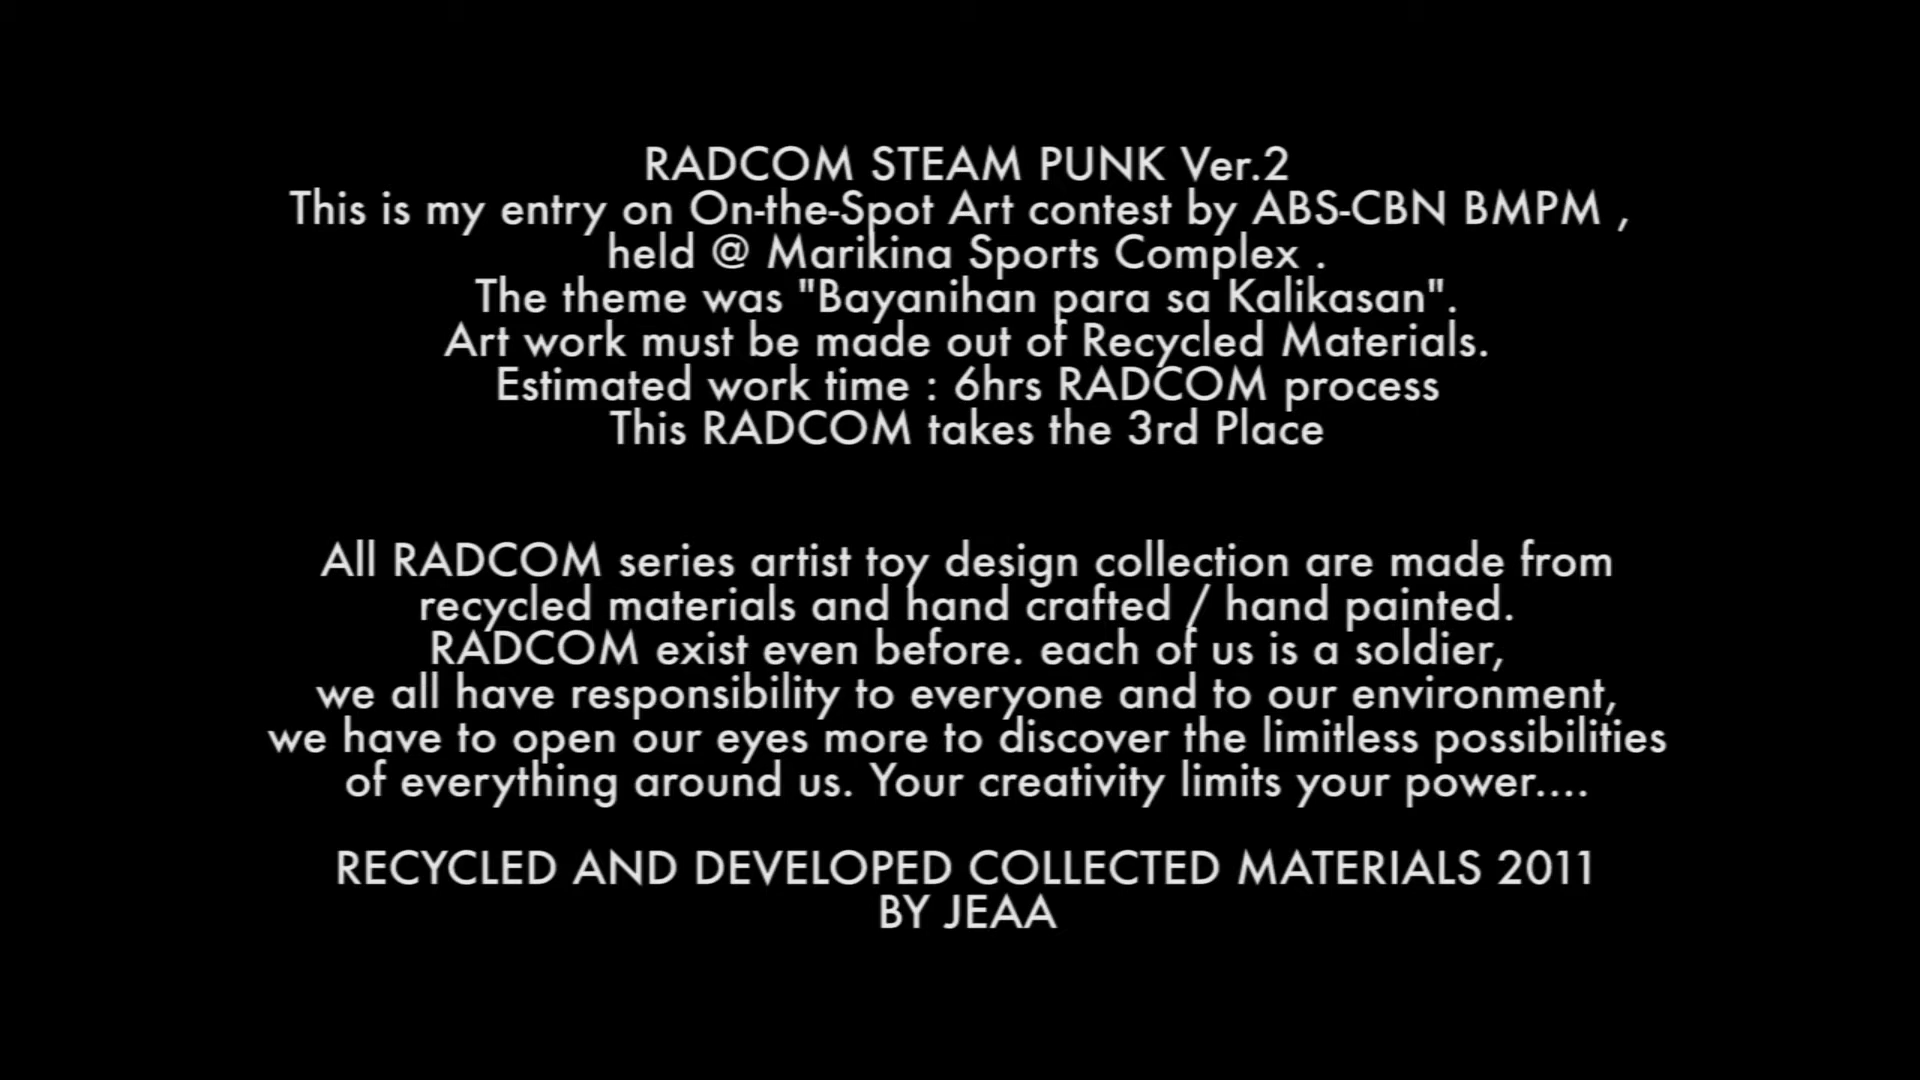 RADCOM STEAM PUNK Ver.2
This is my entry on On-the-Spot Art contest by ABS-CBN BMPM ,
held @ Marikina Sports Complex .
The theme was "Bayanihan para sa Kalikasan".
Art work must be made out of Recycled Materials.
Estimated work time : 6hrs RADCOM process
This RADCOM takes the 3rd Place
All RADCOM series artist toy design collection are made from
recycled materials and hand crafted / hand painted.
RADCOM exist even before. each of us is a soldier,
we all have responsibility to everyone and to our environment,
we have to open our eyes more to discover the limitless possibilities
of everything around us. Your creativity limits your power....
RECYCLED AND DEVELOPED COLLECTED MATERIALS 2011
BY JEAA